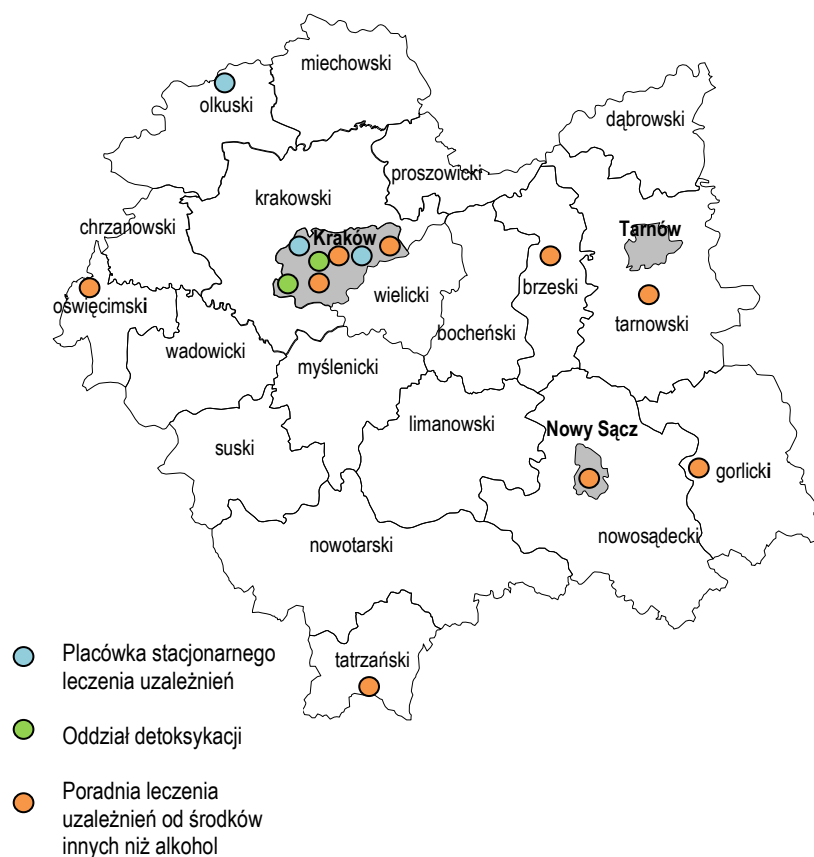 miechowski
olkuski
dąbrowski
proszowicki
krakowski
chrzanowski
Kraków
Tarnów
wielicki
brzeski
oświęcimski
bocheński
tarnowski
wadowicki
myślenicki
limanowski
Nowy Sącz
suski
gorlicki
nowosądecki
nowotarski
tatrzański
Placówka stacjonarnego
leczenia uzależnień
Oddział detoksykacji
Poradnia leczenia
uzależnień od środków
innych niż alkohol